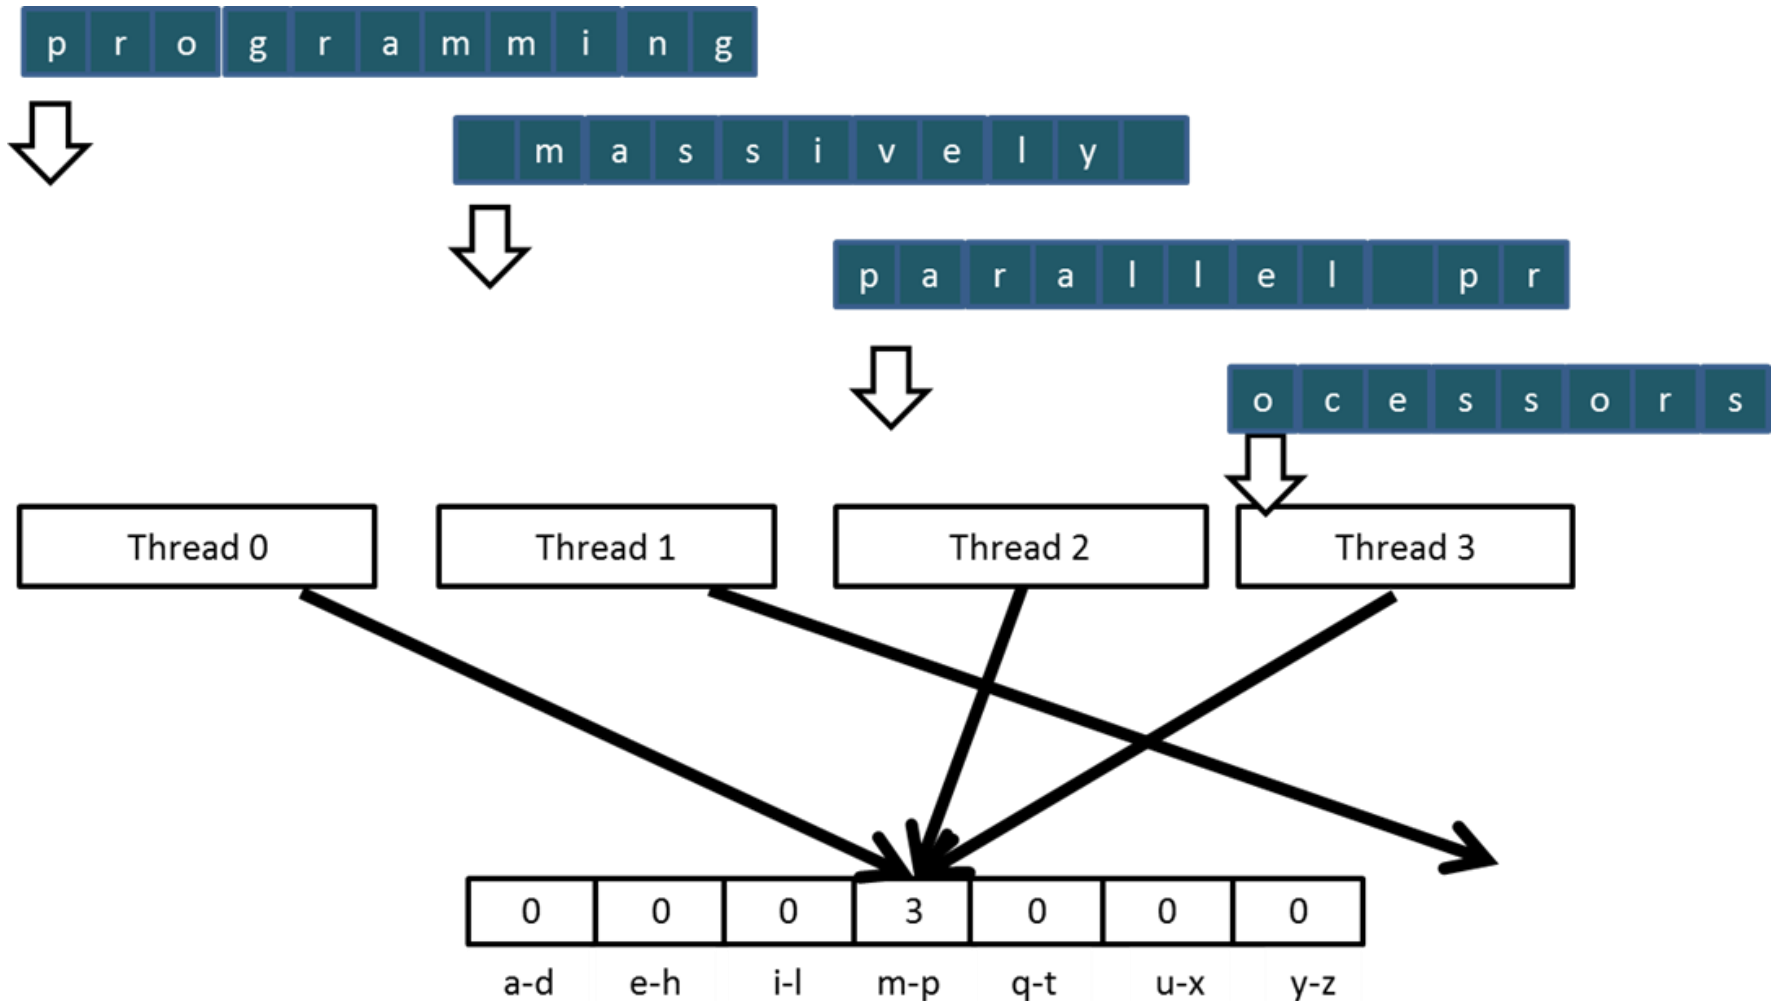 p r o g r a m m i n g
m a s s i v e l y
p a r a l l e l p r
o c e s s o r s
Thread 0 Thread 1 Thread 2 Thread 3
0 0 0 3 0 0 0
a-d e-h i-l m-p q-t u-x y-z